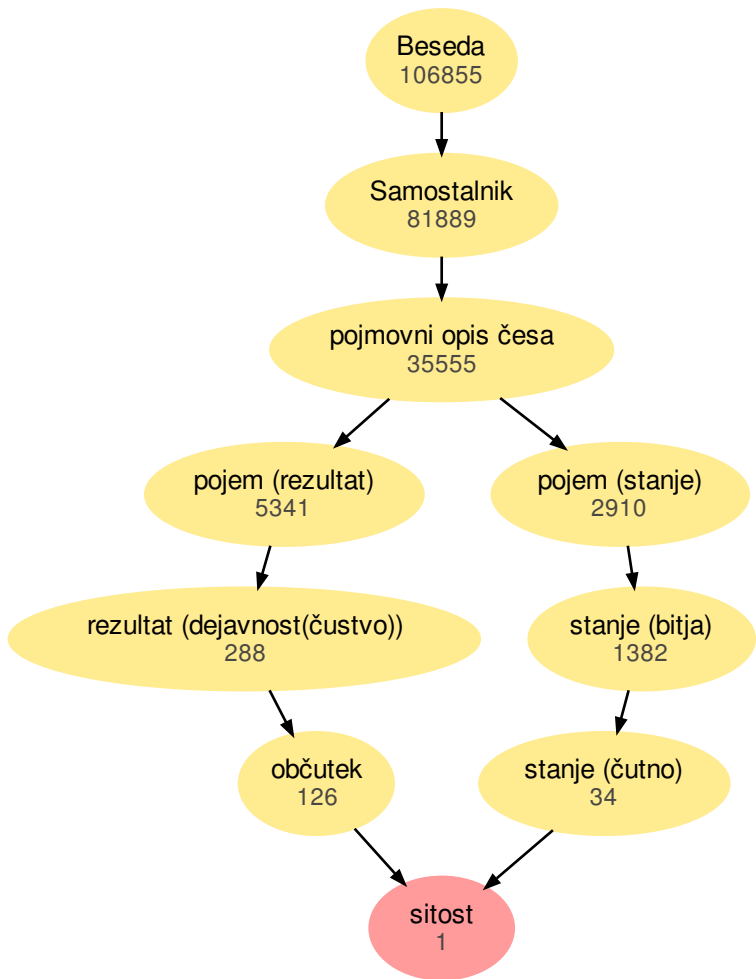 Beseda
106855
Samostalnik
81889
pojmovni opis česa
35555
pojem (rezultat)
5341
pojem (stanje)
2910
rezultat (dejavnost(čustvo))
288
stanje (bitja)
1382
občutek
126
stanje (čutno)
34
sitost
1